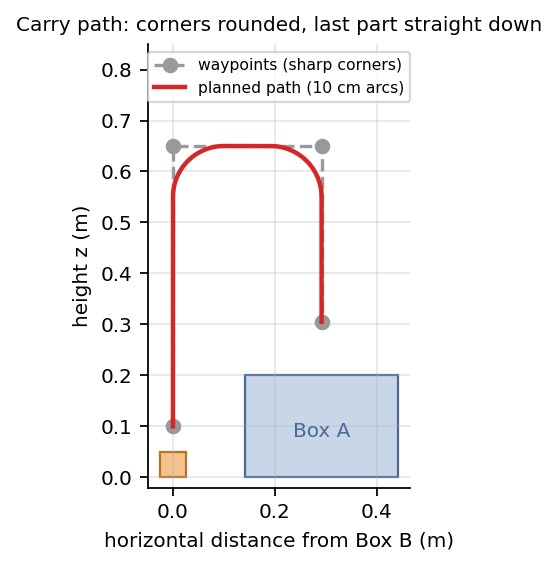 Carry path: corners rounded, last part straight down
waypoints (sharp corners)
planned path (10 cm arcs)
0.8
0.7
0.6
0.5
0.4
0.3
0.2
0.1
0.0
height z (m)
Box A
0.0 0.2 0.4
horizontal distance from Box B (m)